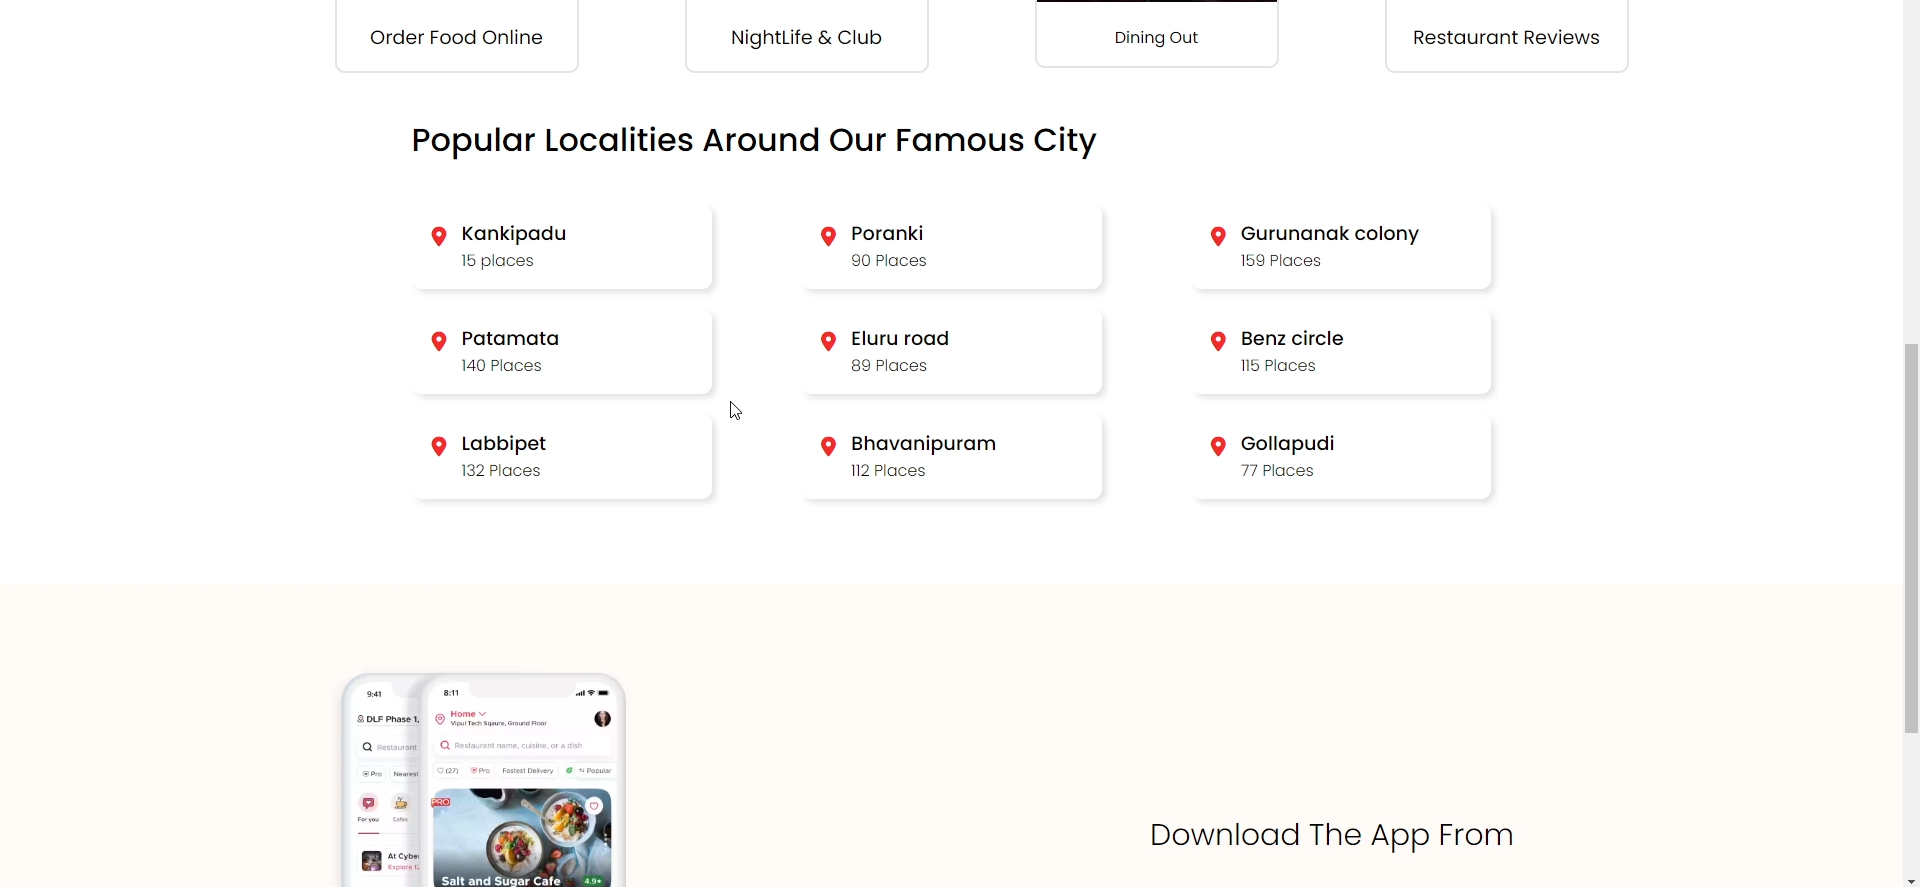 Order Food Online
NightLife & Club
Dining Out
Restaurant Reviews
Popular Localities Around Our Famous City
Kankipadu
15 places
Poranki
90 Places
Gurunanak colony
159 Places
Patamata
140 Places
Eluru road
89 Places
Benz circle
115 Places
Labbipet
132 Places
Bhavanipuram
112 Places
Gollapudi
77 Places
9:41
DLF Phase 1,
Restaurant
Pro Nearest
For you Cafes
At Cyber
Explore 12
8:11
Home
Vipul Tech Sqaure, Ground Floor
Restaurant name, cuisine, or a dish
(27) Pro Fastest Delivery Popular
PRO
Salt and Sugar Cafe 4.9★
Download The App From